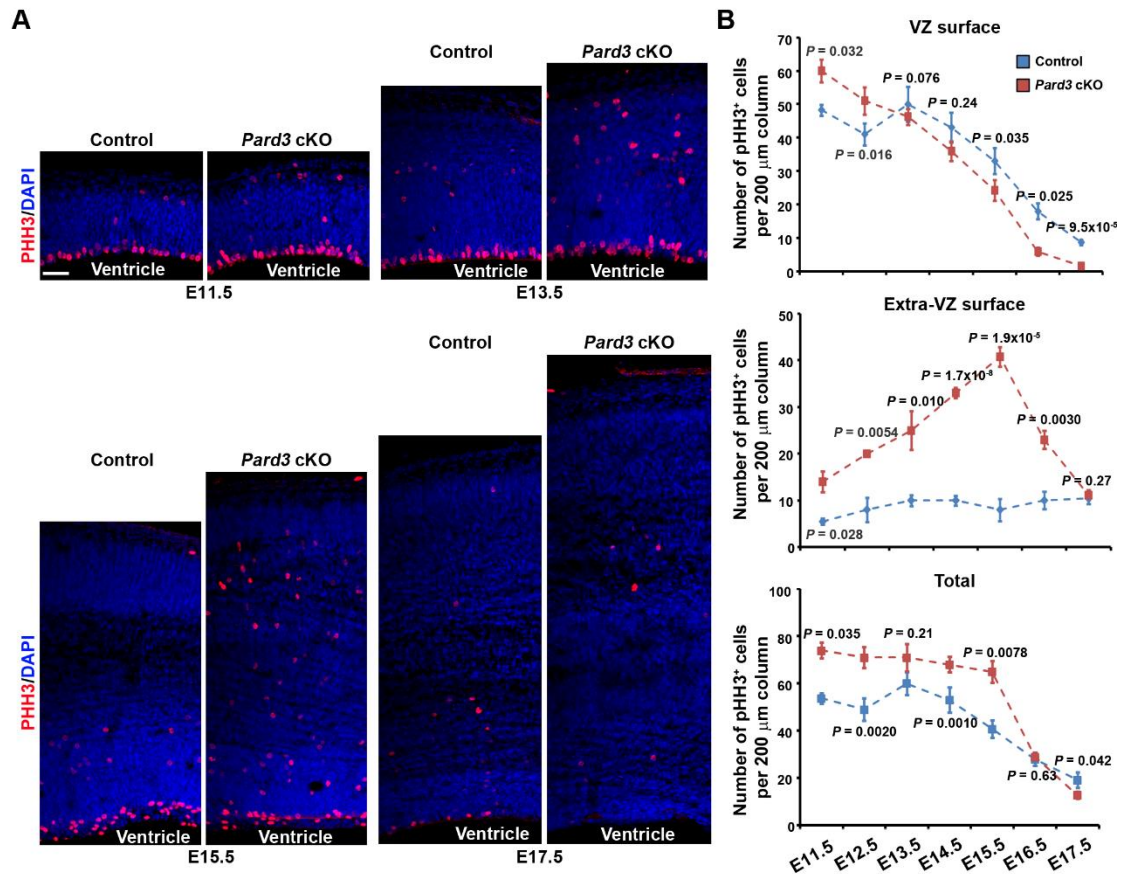 A
Control
Pard3 cKO
Control
Pard3 cKO
PHH3/DAPI
Ventricle
Ventricle
Ventricle
Ventricle
E11.5
E13.5
Control
Pard3 cKO
Control
Pard3 cKO
PHH3/DAPI
Ventricle
Ventricle
Ventricle
Ventricle
E15.5
E17.5
B
VZ surface
Number of pHH3⁺ cells
per 200 μm column
70
60
50
40
30
20
10
0
Control
Pard3 cKO
P = 0.032
P = 0.016
P = 0.076
P = 0.24
P = 0.035
P = 0.025
P = 9.5x10⁻⁵
Extra-VZ surface
Number of pHH3⁺ cells
per 200 μm column
50
40
30
20
10
0
P = 0.028
P = 0.0054
P = 0.010
P = 1.7x10⁻⁸
P = 1.9x10⁻⁵
P = 0.0030
P = 0.27
Total
Number of pHH3⁺ cells
per 200 μm column
100
80
60
40
20
0
P = 0.035
P = 0.0020
P = 0.21
P = 0.0010
P = 0.0078
P = 0.63
P = 0.042
E11.5
E12.5
E13.5
E14.5
E15.5
E16.5
E17.5